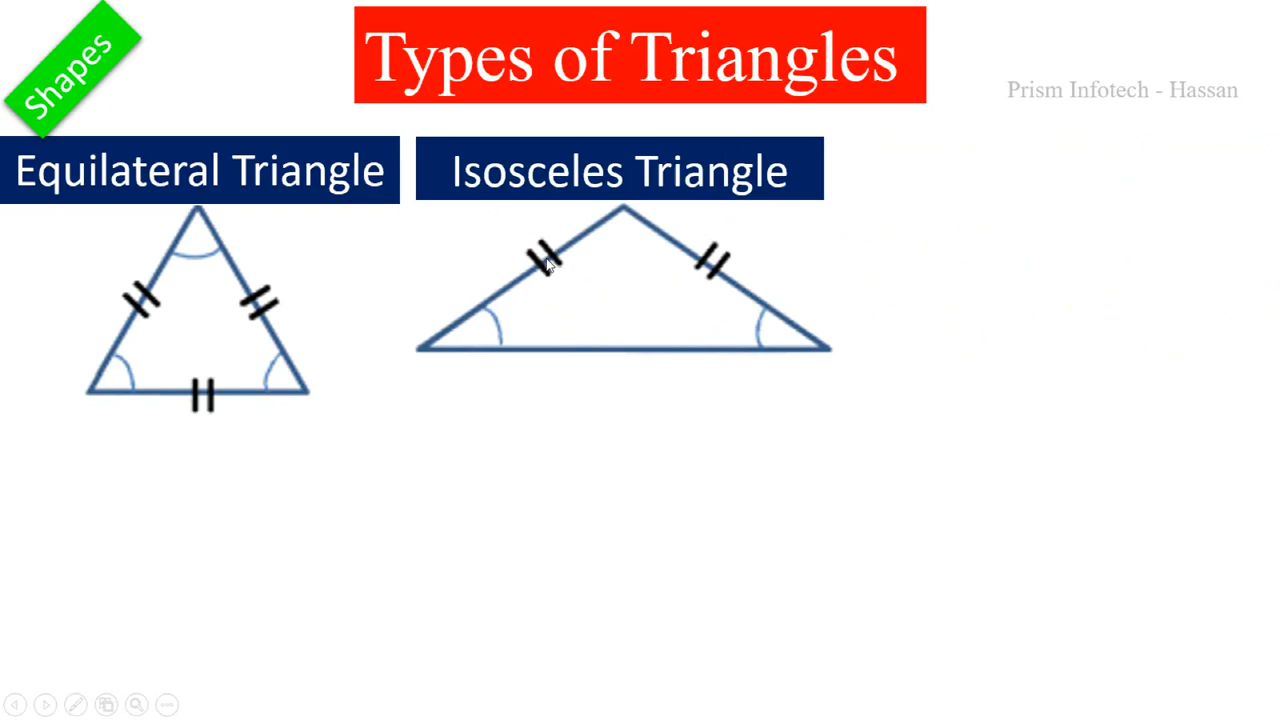 Shapes
Types of Triangles
Prism Infotech - Hassan
Equilateral Triangle
Isosceles Triangle